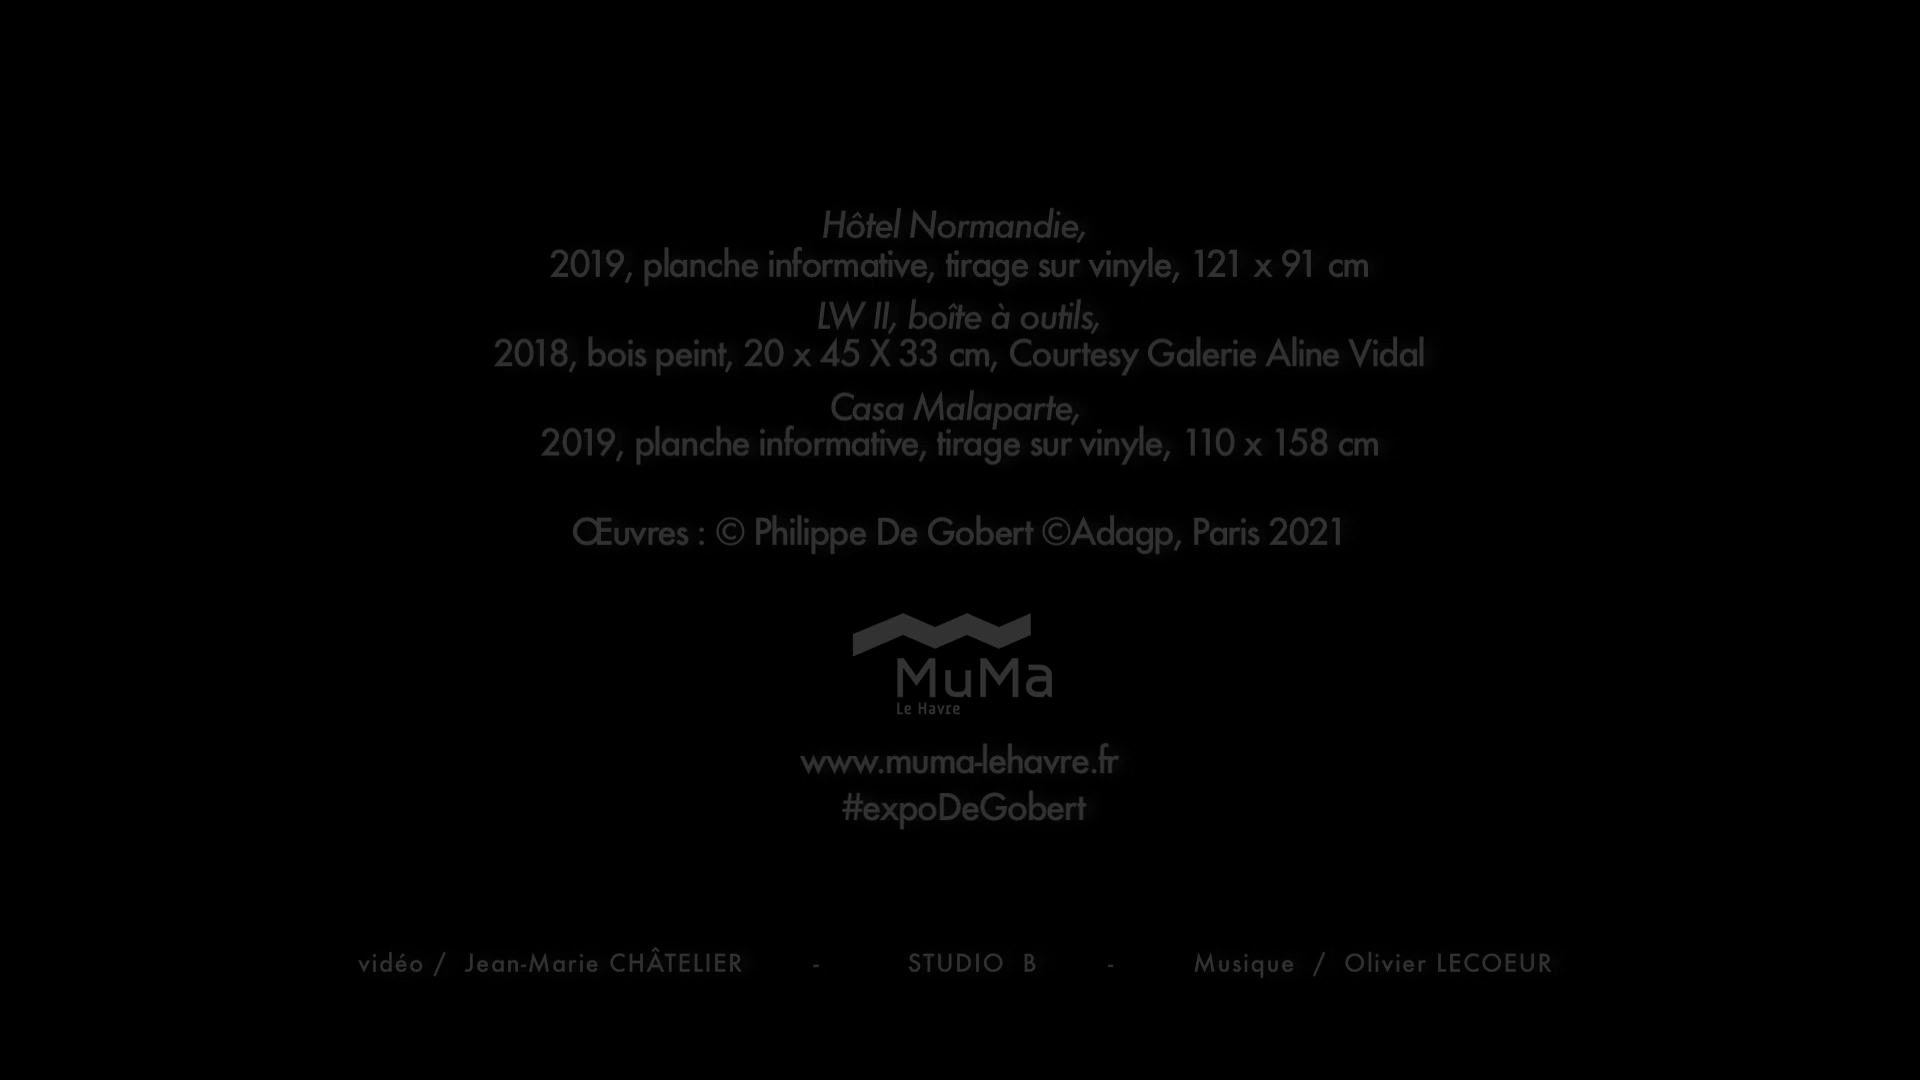 Hôtel Normandie,
2019, planche informative, tirage sur vinyle, 121 x 91 cm
LW II, boîte à outils,
2018, bois peint, 20 x 45 X 33 cm, Courtesy Galerie Aline Vidal
Casa Malaparte,
2019, planche informative, tirage sur vinyle, 110 x 158 cm
Œuvres : © Philippe De Gobert ©Adagp, Paris 2021
MuMa
Le Havre
www.muma-lehavre.fr
#expoDeGobert
vidéo / Jean-Marie CHÂTELIER - STUDIO B - Musique / Olivier LECOEUR